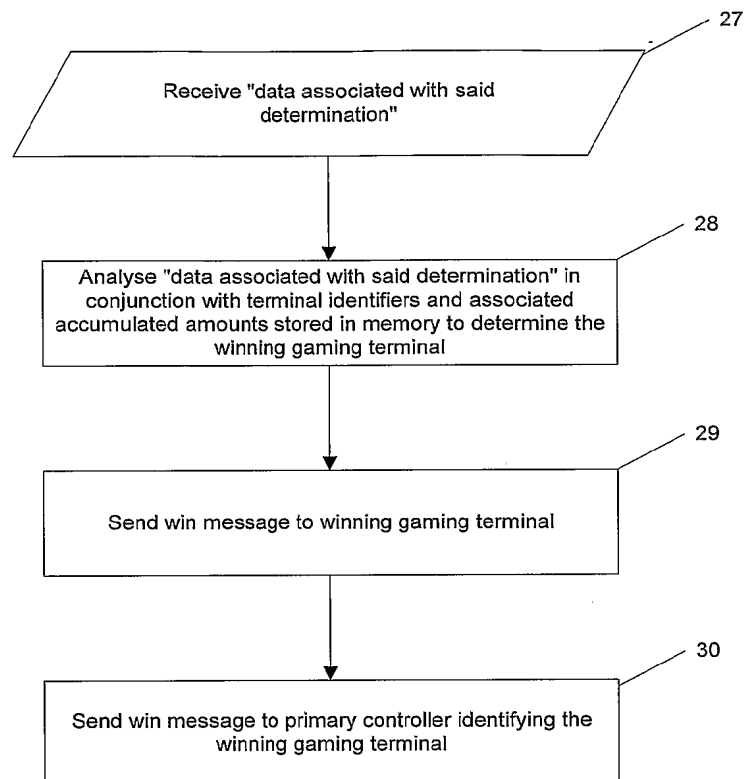 27
Receive "data associated with said
determination"
28
Analyse "data associated with said determination" in
conjunction with terminal identifiers and associated
accumulated amounts stored in memory to determine the
winning gaming terminal
29
Send win message to winning gaming terminal
30
Send win message to primary controller identifying the
winning gaming terminal